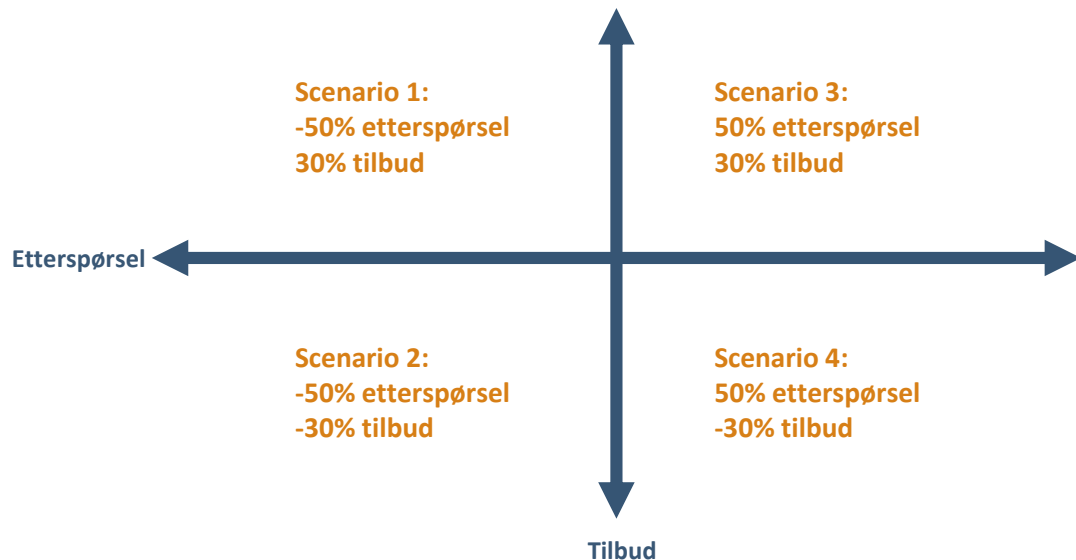 Scenario 1:
-50% etterspørsel
30% tilbud
Scenario 3:
50% etterspørsel
30% tilbud
Etterspørsel
Scenario 2:
-50% etterspørsel
-30% tilbud
Scenario 4:
50% etterspørsel
-30% tilbud
Tilbud